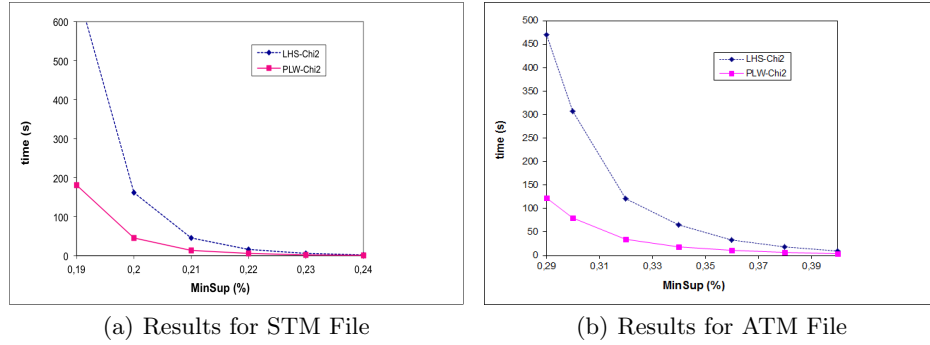 600
500
400
300
200
100
0
time (s)
LHS-Chi2
PLW-Chi2
0,19 0,2 0,21 0,22 0,23 0,24
MinSup (%)
(a) Results for STM File
500
450
400
350
300
250
200
150
100
50
0
time (s)
LHS-Chi2
PLW-Chi2
0,29 0,31 0,33 0,35 0,37 0,39
MinSup (%)
(b) Results for ATM File